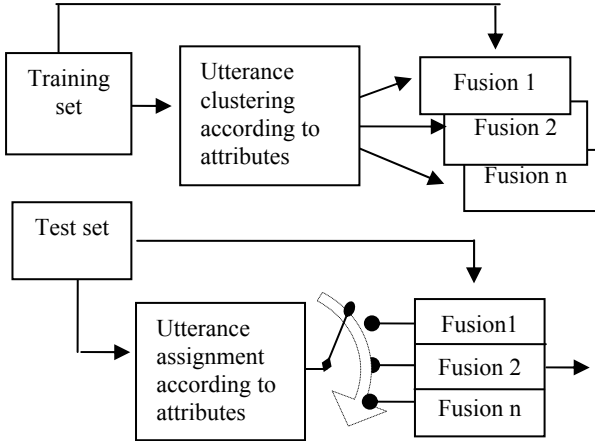 Training
set
Utterance
clustering
according to
attributes
Fusion 1
Fusion 2
Fusion n
Test set
Utterance
assignment
according to
attributes
Fusion1
Fusion 2
Fusion n